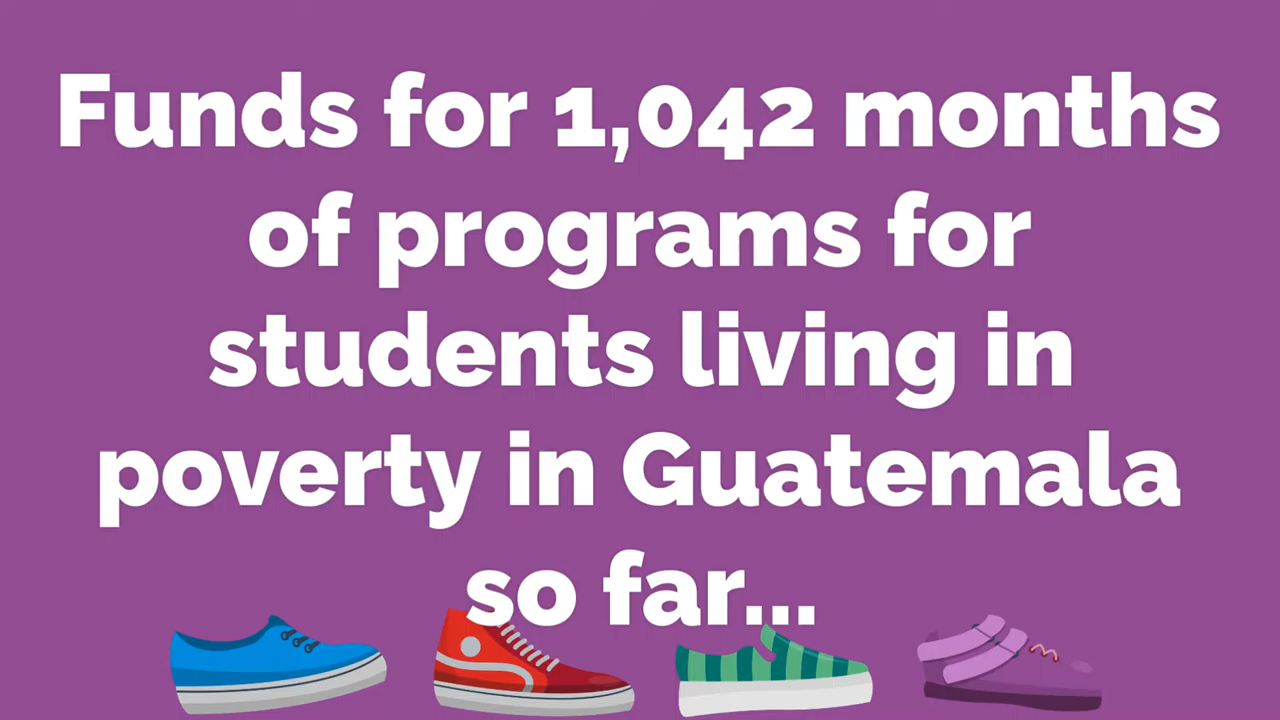 Funds for 1,042 months
of programs for
students living in
poverty in Guatemala
so far...